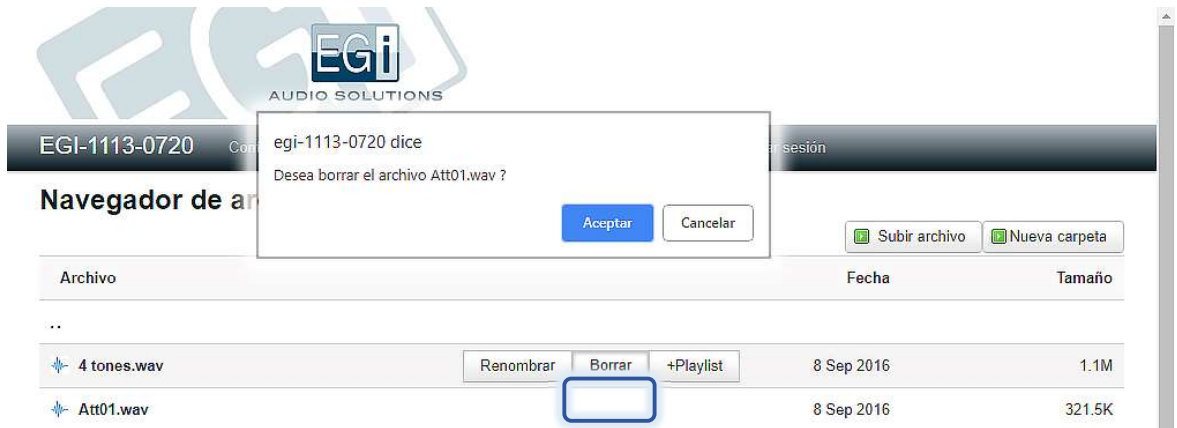 EGi
AUDIO SOLUTIONS
egi-1113-0720 dice
EGI-1113-0720
sesión
Desea borrar el archivo Att01.wav ?
Navegador de
Aceptar Cancelar
Subir archivo Nueva carpeta
Archivo Fecha Tamaño
..
4 tones.wav Renombrar Borrar +Playlist 8 Sep 2016 1.1M
Att01.wav 8 Sep 2016 321.5K